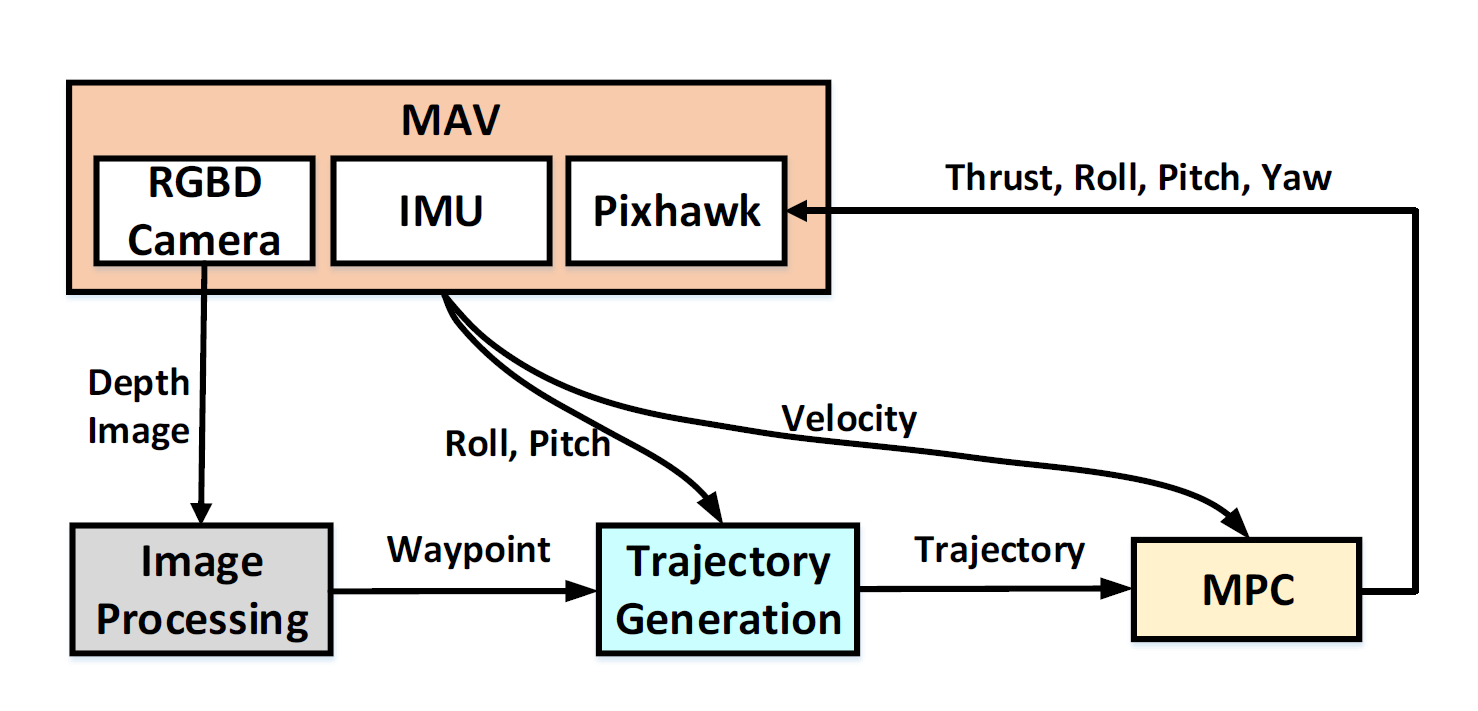 MAV
RGBD
Camera
IMU
Pixhawk
Thrust, Roll, Pitch, Yaw
Depth
Image
Roll, Pitch
Velocity
Image
Processing
Waypoint
Trajectory
Generation
Trajectory
MPC